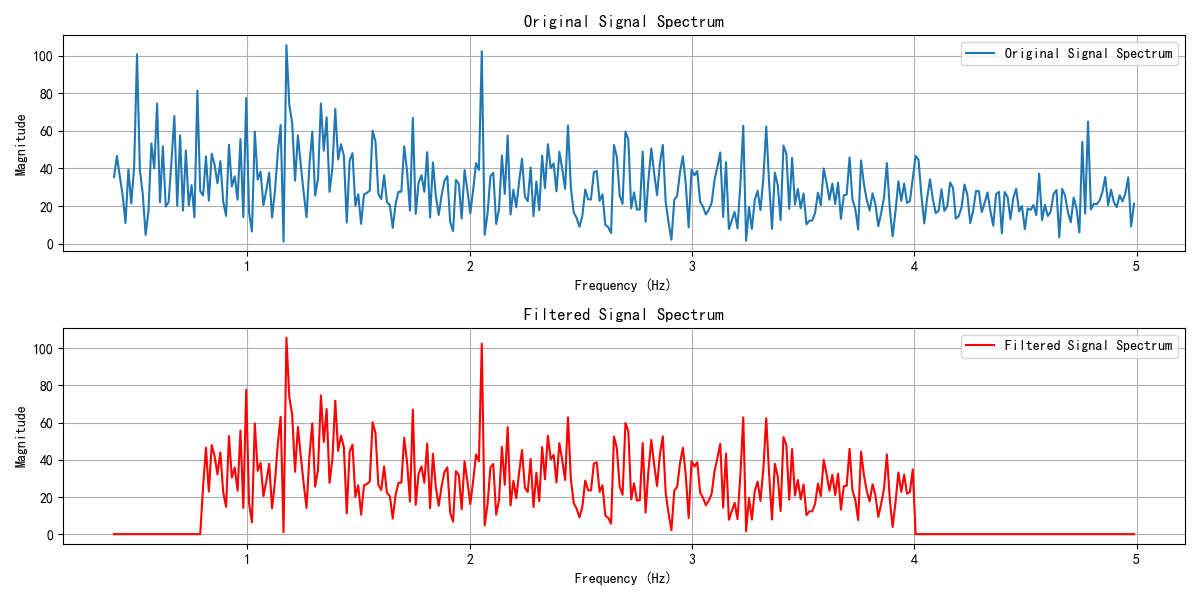 Original Signal Spectrum
Original Signal Spectrum
Magnitude
100
80
60
40
20
0
1 2 3 4 5
Frequency (Hz)
Filtered Signal Spectrum
Filtered Signal Spectrum
Magnitude
100
80
60
40
20
0
1 2 3 4 5
Frequency (Hz)